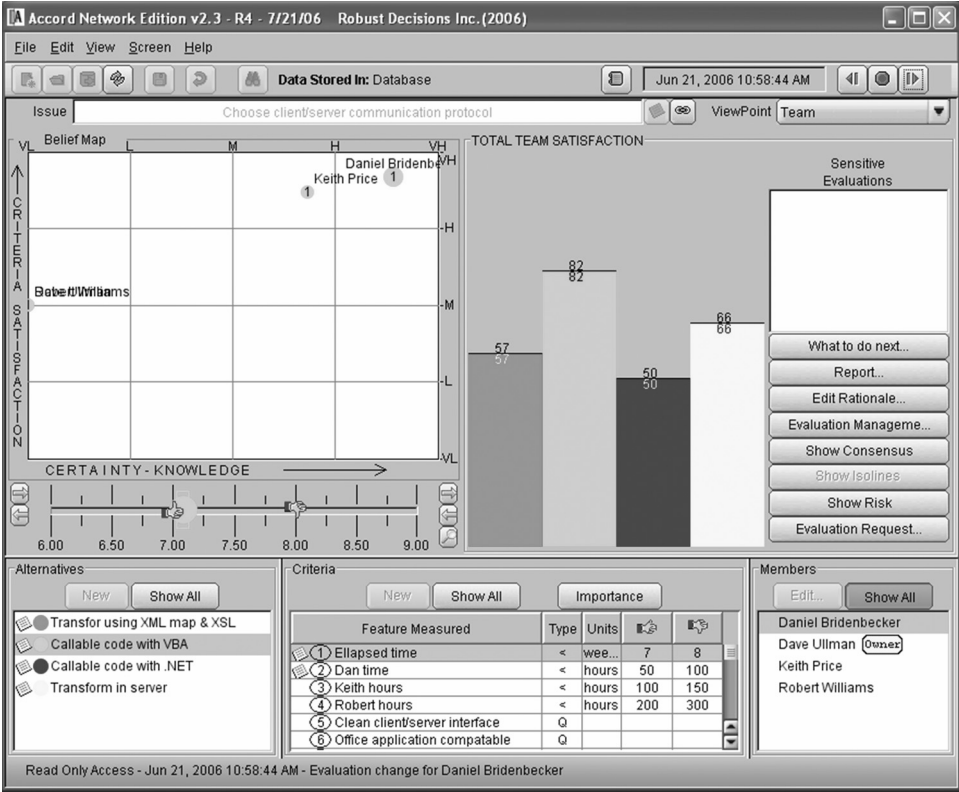 Accord Network Edition v2.3 - R4 - 7/21/06 Robust Decisions Inc.(2006)
File Edit View Screen Help
Data Stored In: Database Jun 21, 2006 10:58:44 AM
Issue Choose client/server communication protocol ViewPoint Team
Belief Map
VL L M H VH
VH
H
M
L
VL
CRITERIA SATISFACTION
Daniel Bridenbe
Keith Price 1
1
CERTAINTY - KNOWLEDGE
6.00 6.50 7.00 7.50 8.00 8.50 9.00
TOTAL TEAM SATISFACTION
57
57
82
82
50
50
66
66
Sensitive
Evaluations
What to do next...
Report...
Edit Rationale...
Evaluation Manageme...
Show Consensus
Show Isolines
Show Risk
Evaluation Request...
Alternatives
New Show All
Transfor using XML map & XSL
Callable code with VBA
Callable code with .NET
Transform in server
Criteria
New Show All Importance
Feature Measured Type Units
1 Ellapsed time < wee... 7 8
2 Dan time < hours 50 100
3 Keith hours < hours 100 150
4 Robert hours < hours 200 300
5 Clean client/server interface Q
6 Office application compatable Q
Members
Edit... Show All
Daniel Bridenbecker
Dave Ullman Owner
Keith Price
Robert Williams
Read Only Access - Jun 21, 2006 10:58:44 AM - Evaluation change for Daniel Bridenbecker